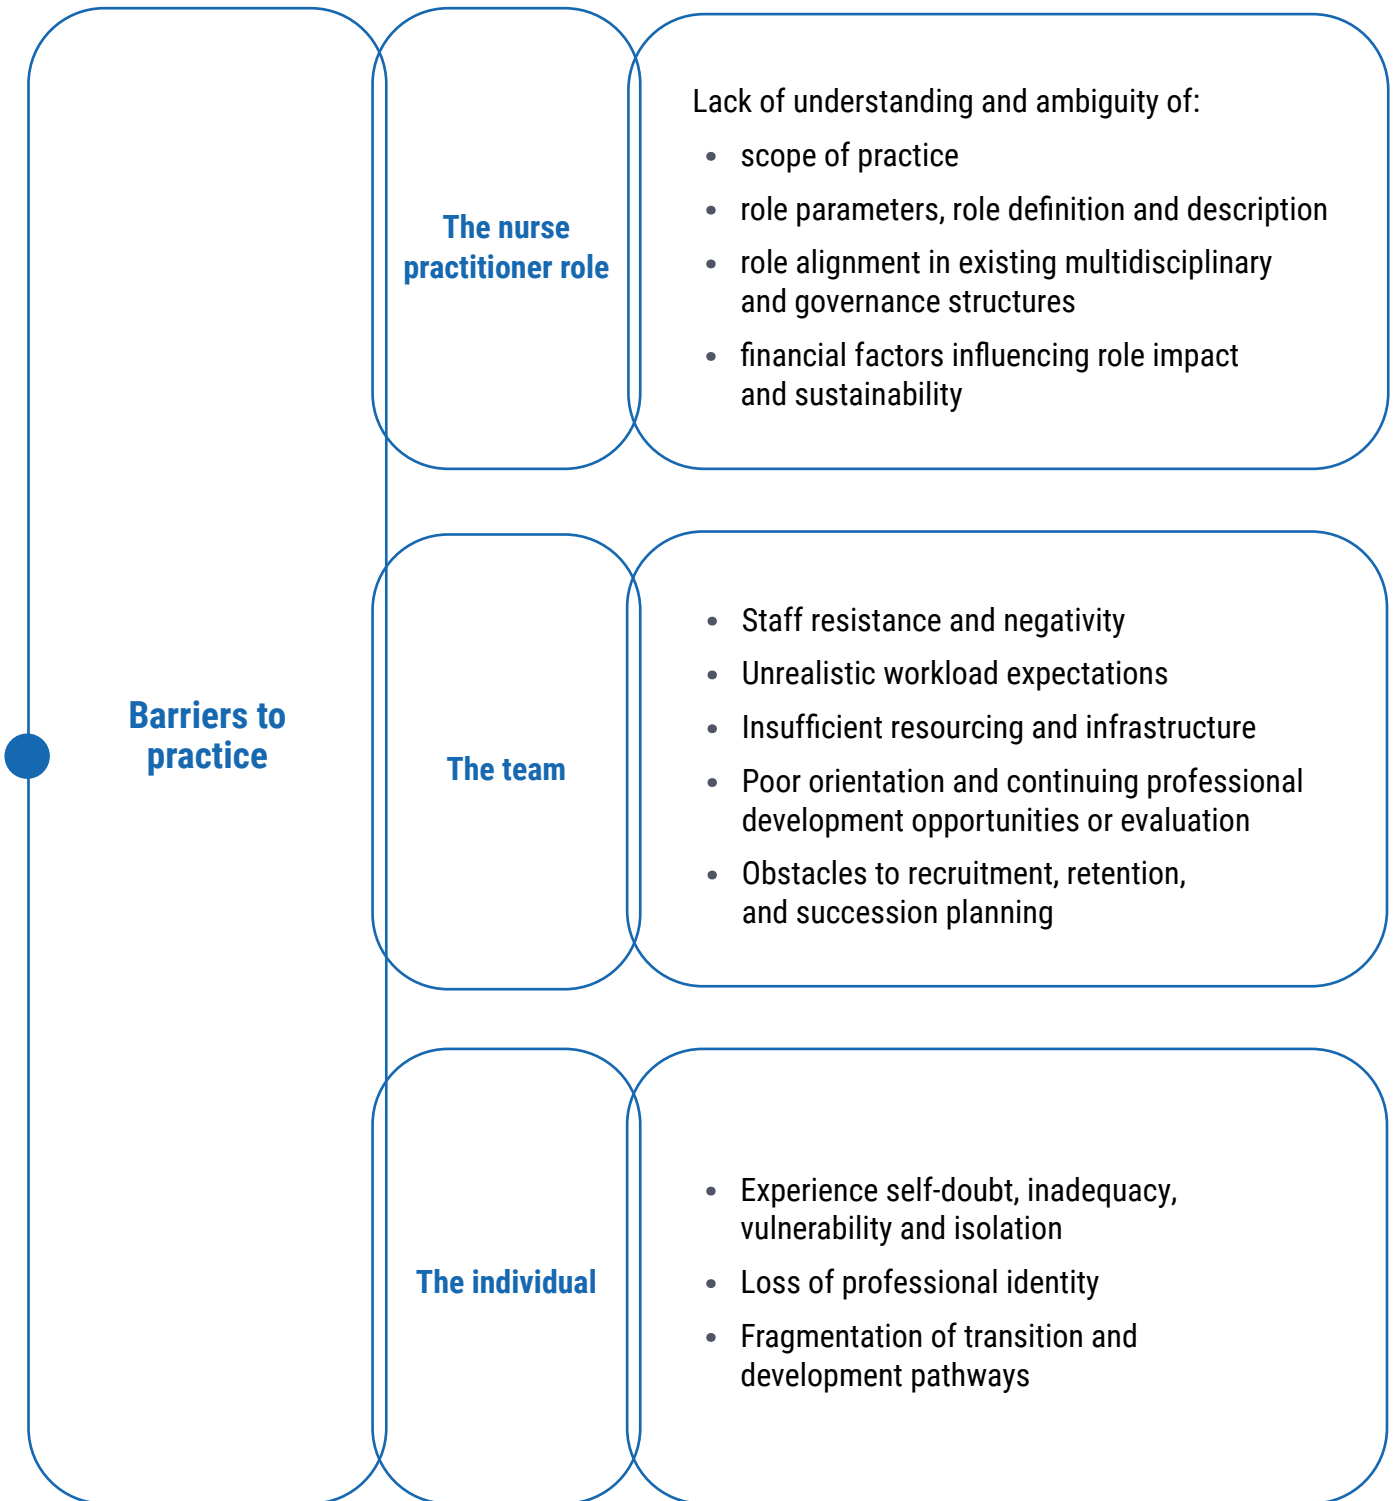 Barriers to
practice
The nurse
practitioner role
Lack of understanding and ambiguity of:
• scope of practice
• role parameters, role definition and description
• role alignment in existing multidisciplinary
and governance structures
• financial factors influencing role impact
and sustainability
The team
• Staff resistance and negativity
• Unrealistic workload expectations
• Insufficient resourcing and infrastructure
• Poor orientation and continuing professional
development opportunities or evaluation
• Obstacles to recruitment, retention,
and succession planning
The individual
• Experience self-doubt, inadequacy,
vulnerability and isolation
• Loss of professional identity
• Fragmentation of transition and
development pathways